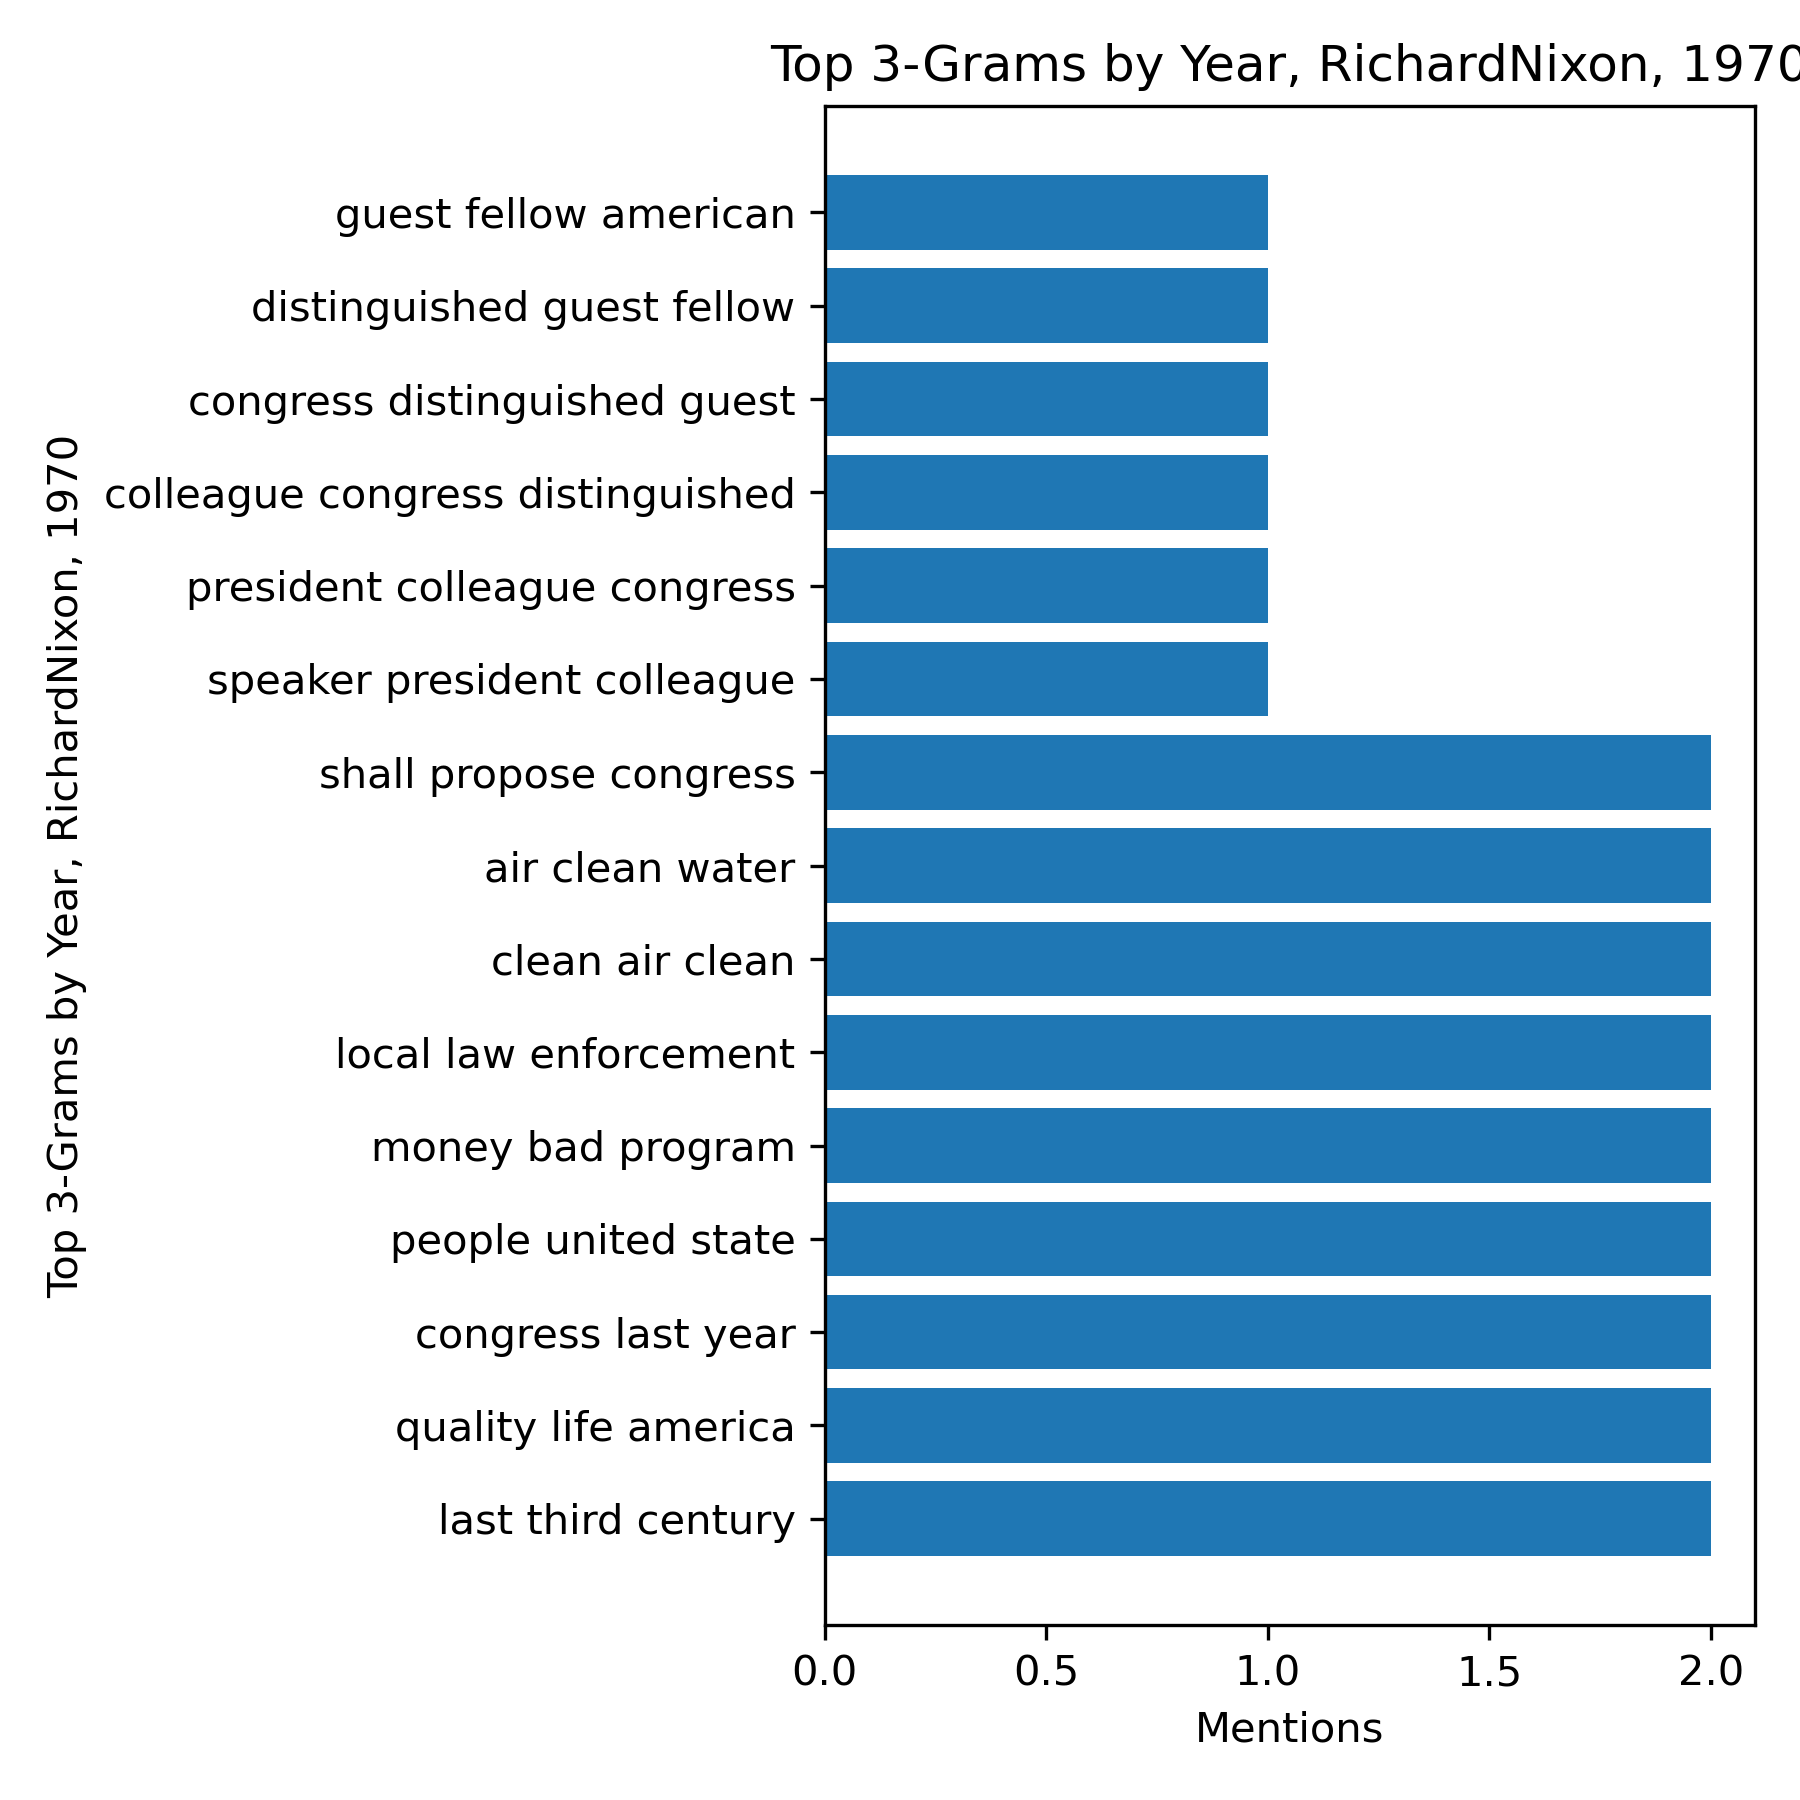 Top 3-Grams by Year, RichardNixon, 1970
Top 3-Grams by Year, RichardNixon, 1970
guest fellow american
distinguished guest fellow
congress distinguished guest
colleague congress distinguished
president colleague congress
speaker president colleague
shall propose congress
air clean water
clean air clean
local law enforcement
money bad program
people united state
congress last year
quality life america
last third century
0.0 0.5 1.0 1.5 2.0
Mentions